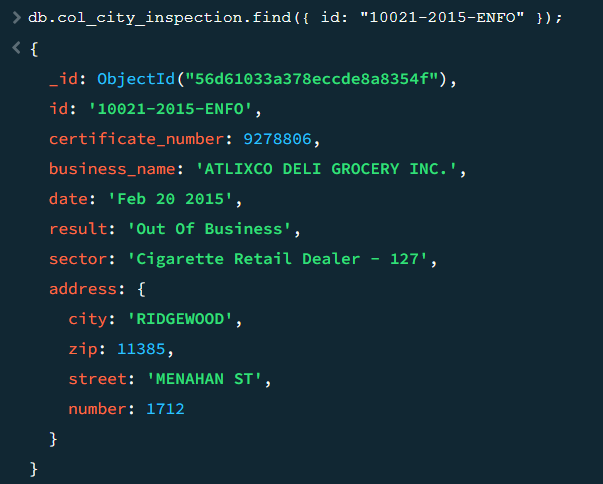 > db.col_city_inspection.find({ id: "10021-2015-ENFO" });
< {
_id: ObjectId("56d61033a378eccde8a8354f"),
id: '10021-2015-ENFO',
certificate_number: 9278806,
business_name: 'ATLIXCO DELI GROCERY INC.',
date: 'Feb 20 2015',
result: 'Out Of Business',
sector: 'Cigarette Retail Dealer - 127',
address: {
city: 'RIDGEWOOD',
zip: 11385,
street: 'MENAHAN ST',
number: 1712
}
}